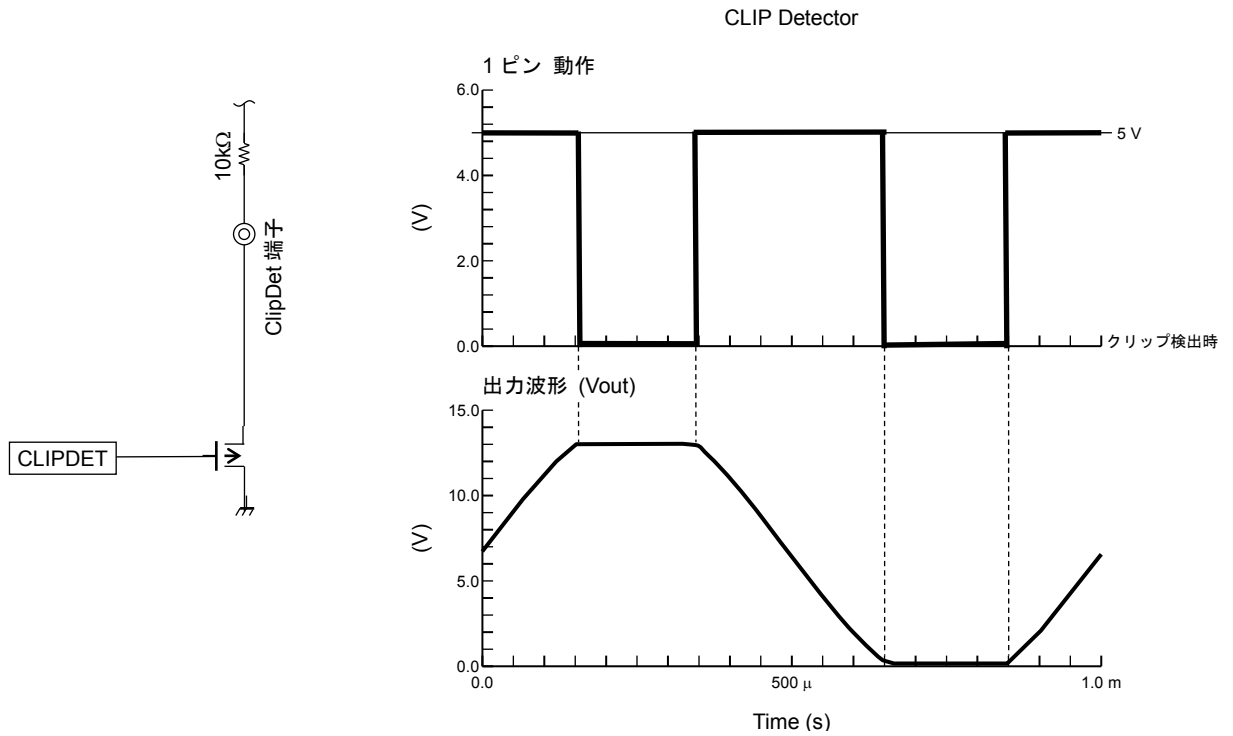 CLIP Detector
1 ピン 動作
6.0
4.0
2.0
0.0
(V)
5 V
クリップ検出時
10kΩ
ClipDet 端子
CLIPDET
出力波形 (Vout)
15.0
10.0
5.0
0.0
(V)
0.0
500 μ
1.0 m
Time (s)